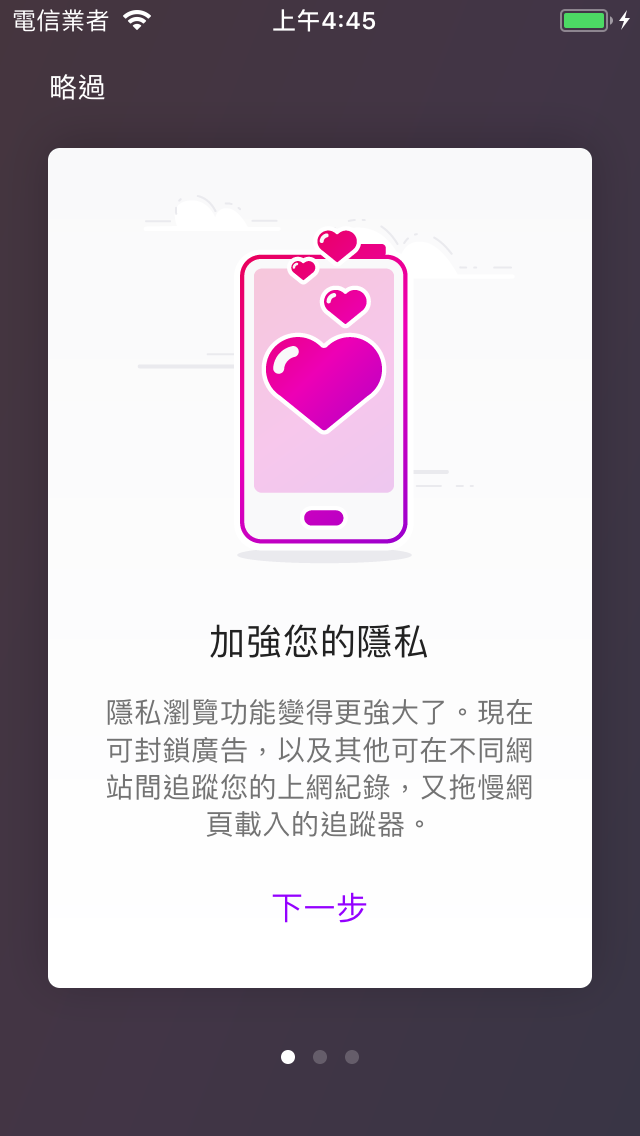 電信業者 上午4:45
略過
加強您的隱私
隱私瀏覽功能變得更強大了。現在
可封鎖廣告，以及其他可在不同網
站間追蹤您的上網紀錄，又拖慢網
頁載入的追蹤器。
下一步